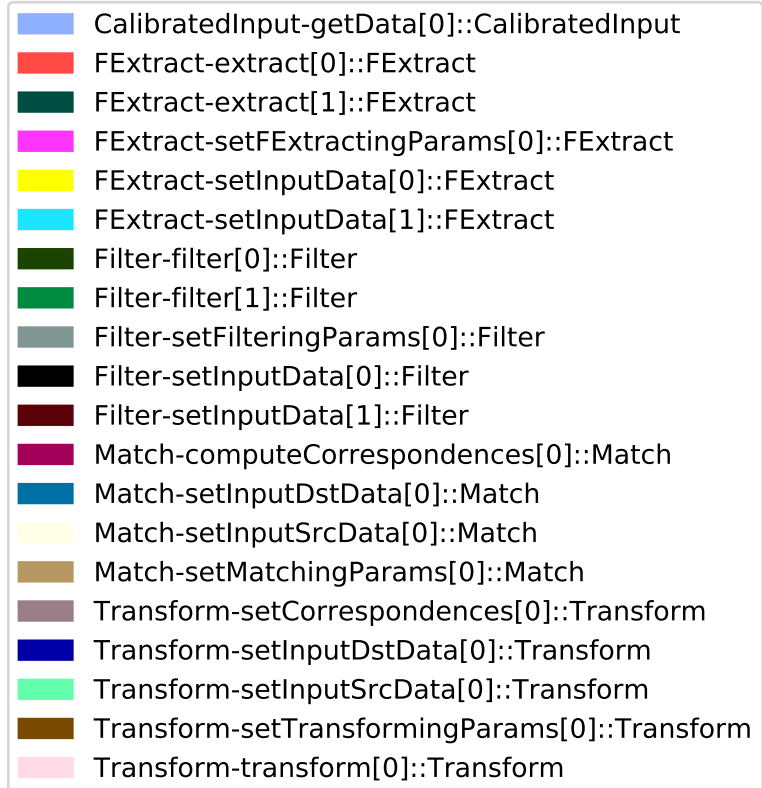 CalibratedInput-getData[0]::CalibratedInput
FExtract-extract[0]::FExtract
FExtract-extract[1]::FExtract
FExtract-setFExtractingParams[0]::FExtract
FExtract-setInputData[0]::FExtract
FExtract-setInputData[1]::FExtract
Filter-filter[0]::Filter
Filter-filter[1]::Filter
Filter-setFilteringParams[0]::Filter
Filter-setInputData[0]::Filter
Filter-setInputData[1]::Filter
Match-computeCorrespondences[0]::Match
Match-setInputDstData[0]::Match
Match-setInputSrcData[0]::Match
Match-setMatchingParams[0]::Match
Transform-setCorrespondences[0]::Transform
Transform-setInputDstData[0]::Transform
Transform-setInputSrcData[0]::Transform
Transform-setTransformingParams[0]::Transform
Transform-transform[0]::Transform